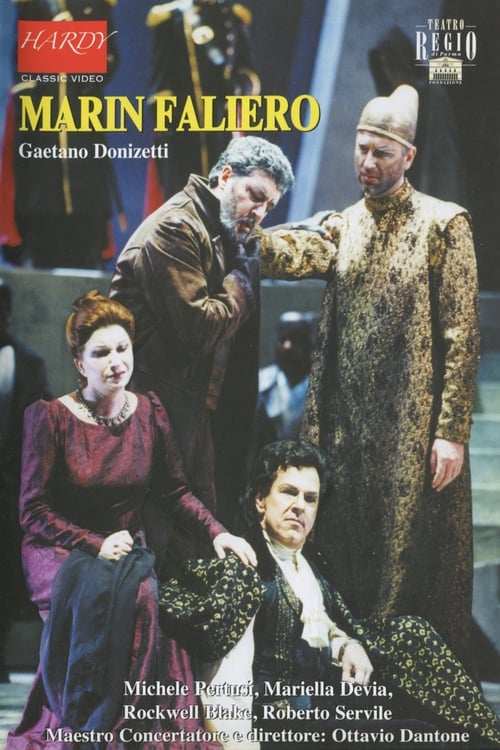 HARDY
CLASSIC VIDEO
TEATRO
REGIO
di Parma
FONDAZIONE
MARIN FALIERO
Gaetano Donizetti
Michele Pertusi, Mariella Devia,
Rockwell Blake, Roberto Servile
Maestro Concertatore e direttore: Ottavio Dantone